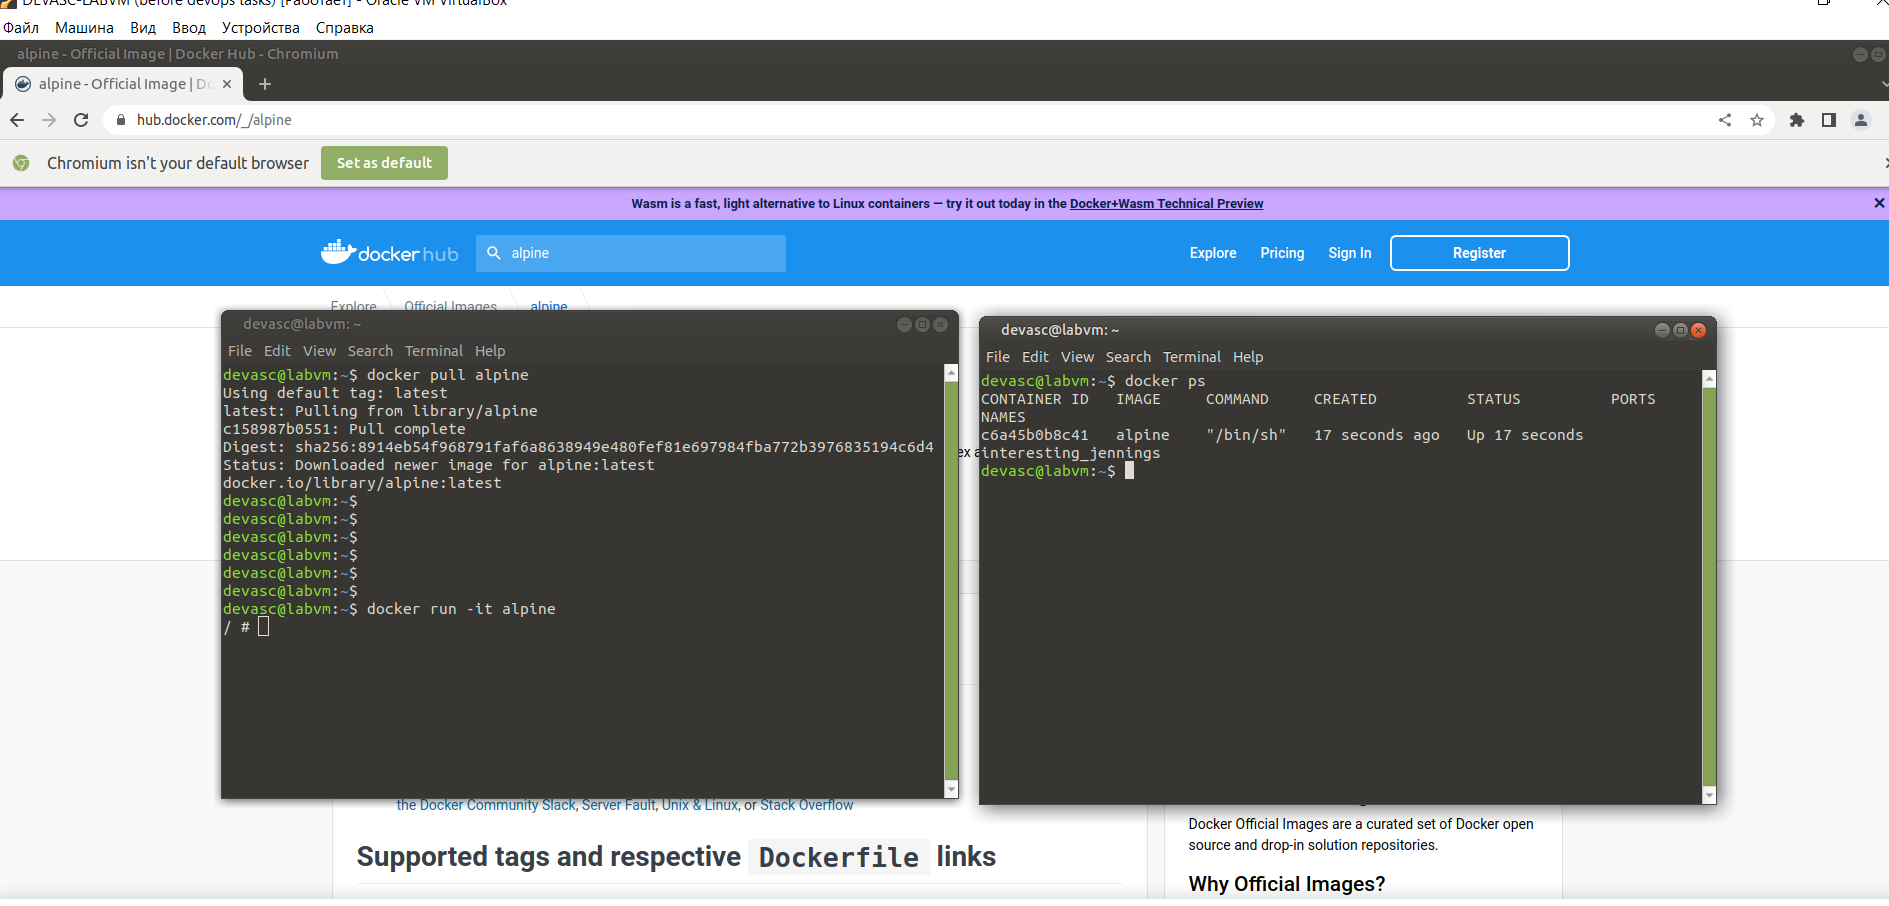 DEVASC-LABVM (before devops tasks) [Работает] - Oracle VM VirtualBox
Файл Машина Вид Ввод Устройства Справка
alpine - Official Image | Docker Hub - Chromium
alpine - Official Image | Do
hub.docker.com/_/alpine
Chromium isn't your default browser Set as default
Wasm is a fast, light alternative to Linux containers — try it out today in the Docker+Wasm Technical Preview
docker hub alpine Explore Pricing Sign In Register
Explore Official Images alpine
devasc@labvm: ~
File Edit View Search Terminal Help
devasc@labvm:~$ docker pull alpine
Using default tag: latest
latest: Pulling from library/alpine
c158987b0551: Pull complete
Digest: sha256:8914eb54f968791faf6a8638949e480fef81e697984fba772b3976835194c6d4
Status: Downloaded newer image for alpine:latest
docker.io/library/alpine:latest
devasc@labvm:~$
devasc@labvm:~$
devasc@labvm:~$
devasc@labvm:~$
devasc@labvm:~$
devasc@labvm:~$
devasc@labvm:~$ docker run -it alpine
/ #
devasc@labvm: ~
File Edit View Search Terminal Help
devasc@labvm:~$ docker ps
CONTAINER ID IMAGE COMMAND CREATED STATUS PORTS
NAMES
c6a45b0b8c41 alpine "/bin/sh" 17 seconds ago Up 17 seconds
interesting_jennings
devasc@labvm:~$
the Docker Community Slack, Server Fault, Unix & Linux, or Stack Overflow
Supported tags and respective Dockerfile links
Docker Official Images are a curated set of Docker open
source and drop-in solution repositories.
Why Official Images?